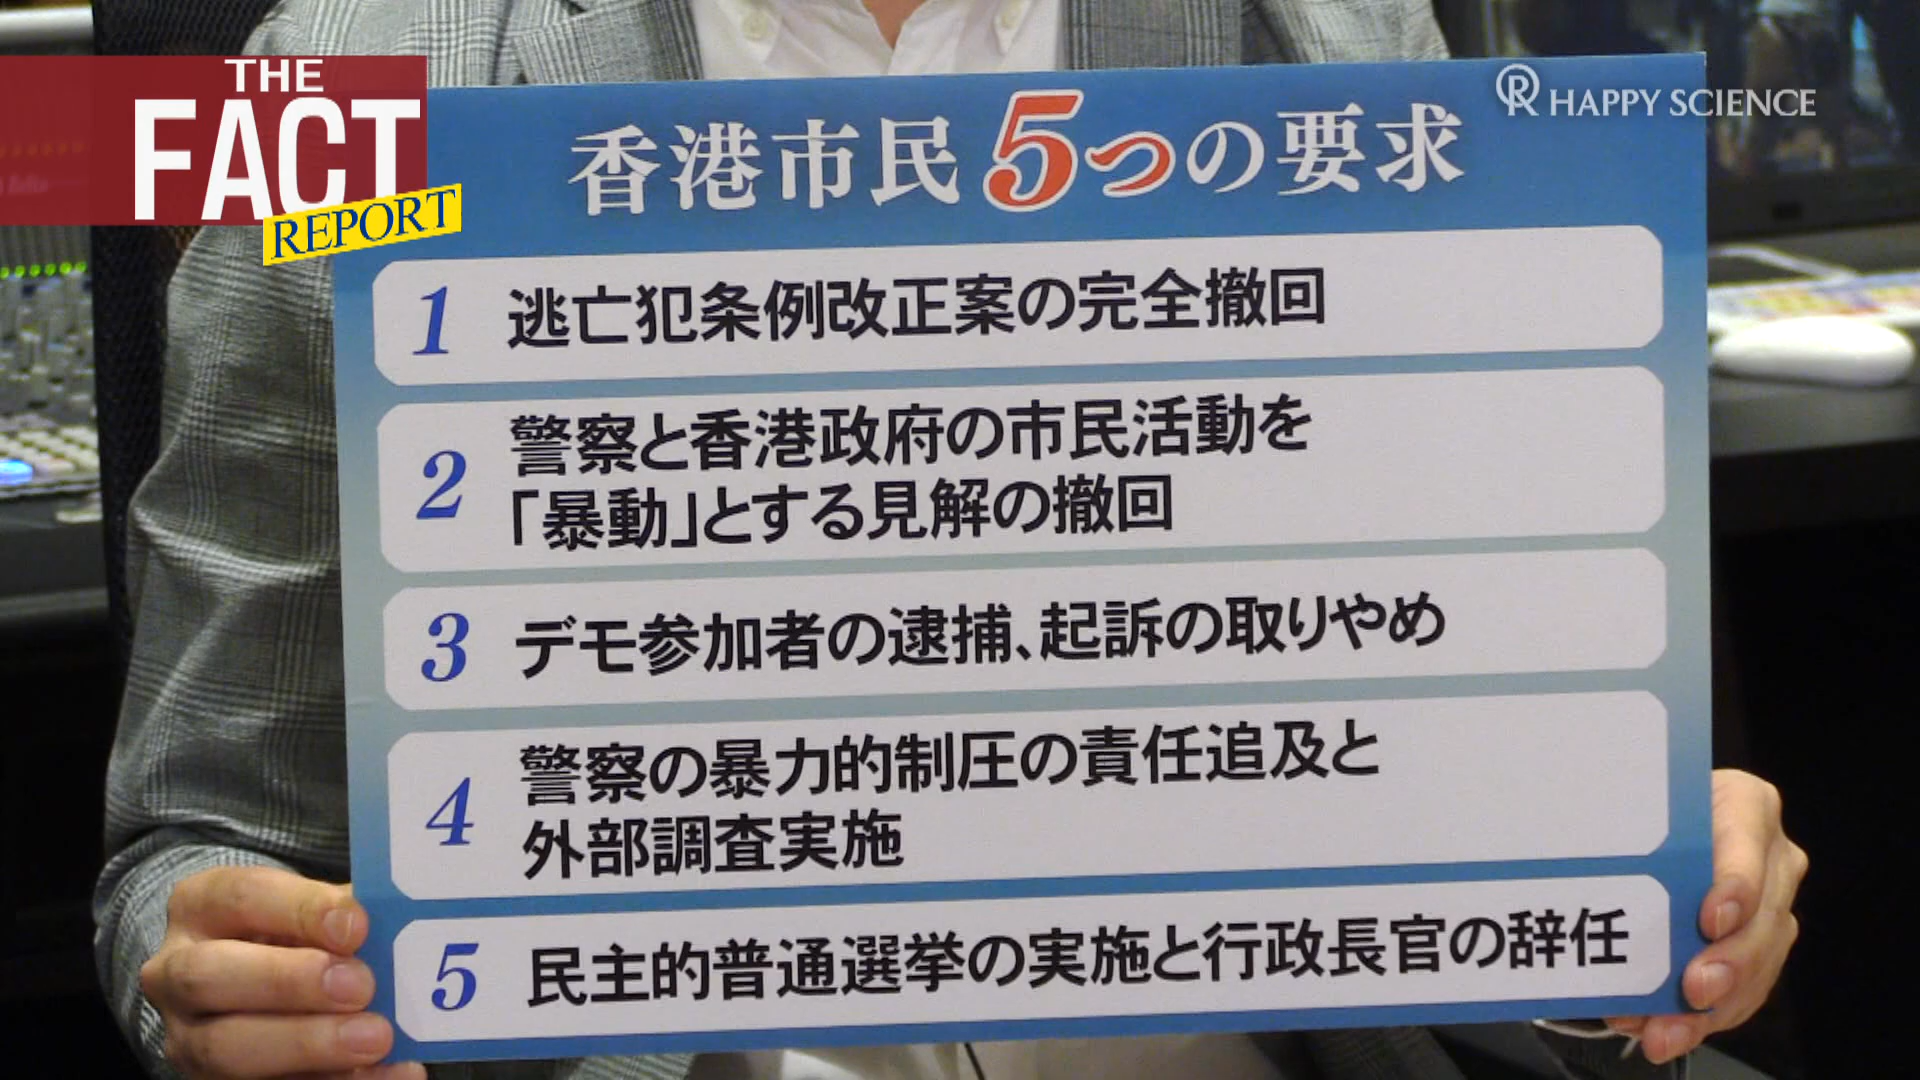 THE
FACT
REPORT
HAPPY SCIENCE
香港市民5つの要求
1 逃亡犯条例改正案の完全撤回
2 警察と香港政府の市民活動を
「暴動」とする見解の撤回
3 デモ参加者の逮捕、起訴の取りやめ
4 警察の暴力的制圧の責任追及と
外部調査実施
5 民主的普通選挙の実施と行政長官の辞任